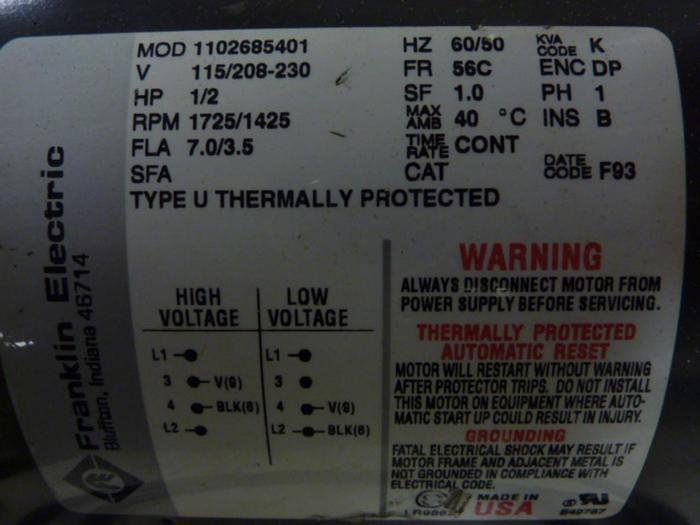 MOD 1102685401
V 115/208-230
HP 1/2
RPM 1725/1425
FLA 7.0/3.5
SFA
TYPE U THERMALLY PROTECTED
HZ 60/50 KVA CODE K
FR 56C ENC DP
SF 1.0 PH 1
MAX AMB 40 °C INS B
TIME RATE CONT
CAT DATE CODE F93
Franklin Electric
Bluffton, Indiana 46714
HIGH VOLTAGE
L1
3 V(9)
4 BLK(6)
L2
LOW VOLTAGE
L1
3
4 V(9)
L2 BLK(6)
WARNING
ALWAYS DISCONNECT MOTOR FROM
POWER SUPPLY BEFORE SERVICING.
THERMALLY PROTECTED
AUTOMATIC RESET
MOTOR WILL RESTART WITHOUT WARNING
AFTER PROTECTOR TRIPS. DO NOT INSTALL
THIS MOTOR ON EQUIPMENT WHERE AUTO-
MATIC START UP COULD RESULT IN INJURY.
GROUNDING
FATAL ELECTRICAL SHOCK MAY RESULT IF
MOTOR FRAME AND ADJACENT METAL IS
NOT GROUNDED IN COMPLIANCE WITH
ELECTRICAL CODE.
MADE IN
USA